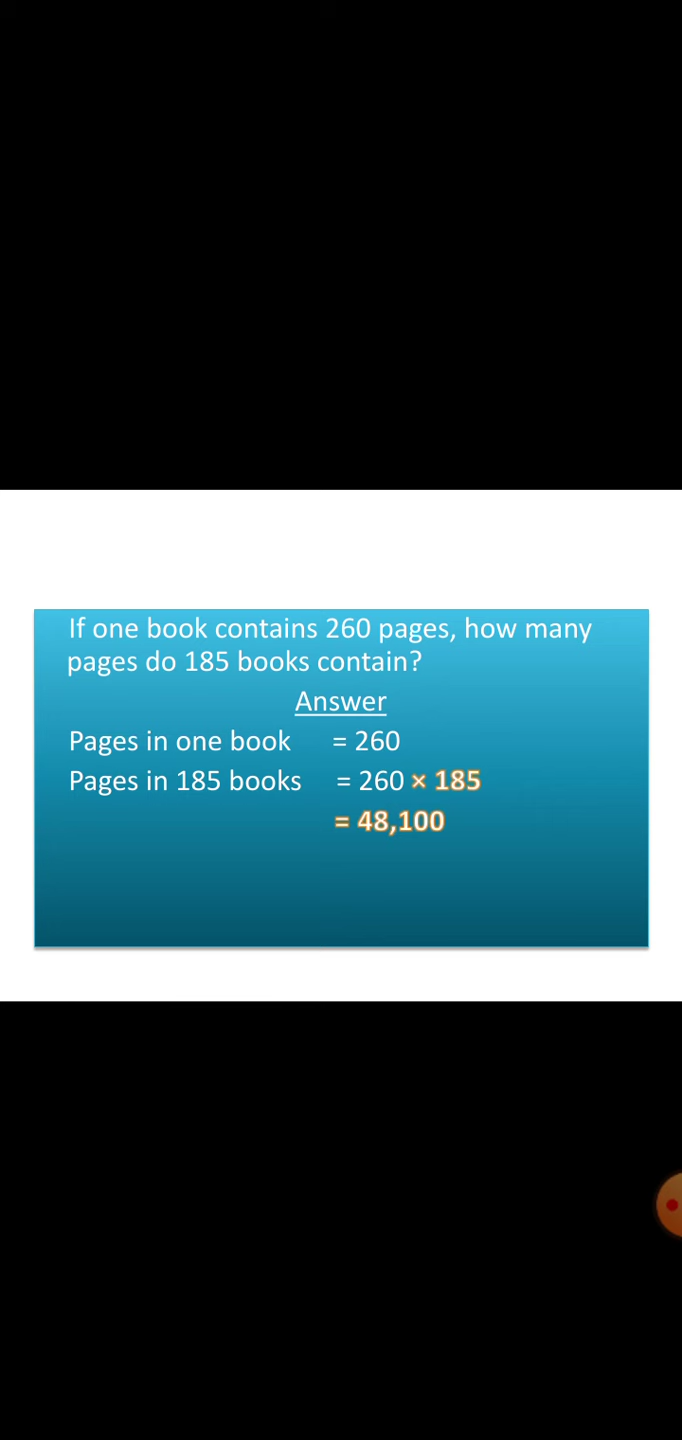 If one book contains 260 pages, how many
pages do 185 books contain?
Answer
Pages in one book = 260
Pages in 185 books = 260 × 185
= 48,100